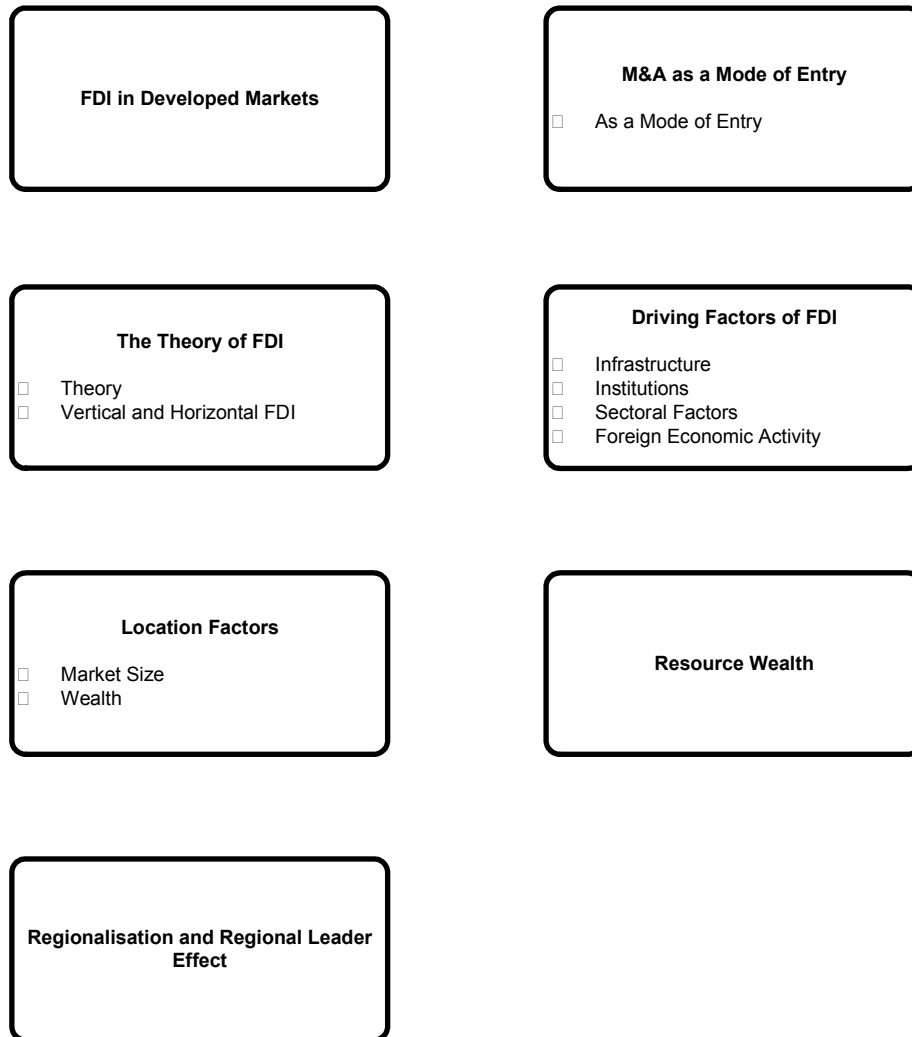 FDI in Developed Markets
M&A as a Mode of Entry
As a Mode of Entry
The Theory of FDI
Theory
Vertical and Horizontal FDI
Driving Factors of FDI
Infrastructure
Institutions
Sectoral Factors
Foreign Economic Activity
Location Factors
Market Size
Wealth
Resource Wealth
Regionalisation and Regional Leader
Effect